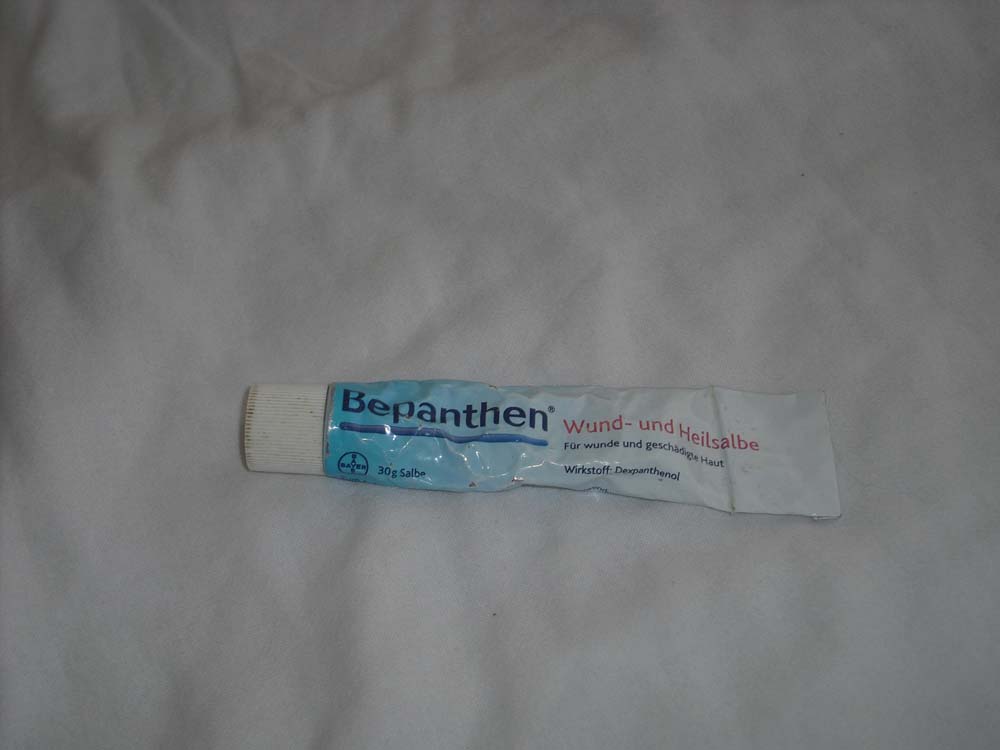 Bepanthen®
Wund- und Heilsalbe
Für wunde und geschädigte Haut
Wirkstoff: Dexpanthenol
BAYER
30g Salbe